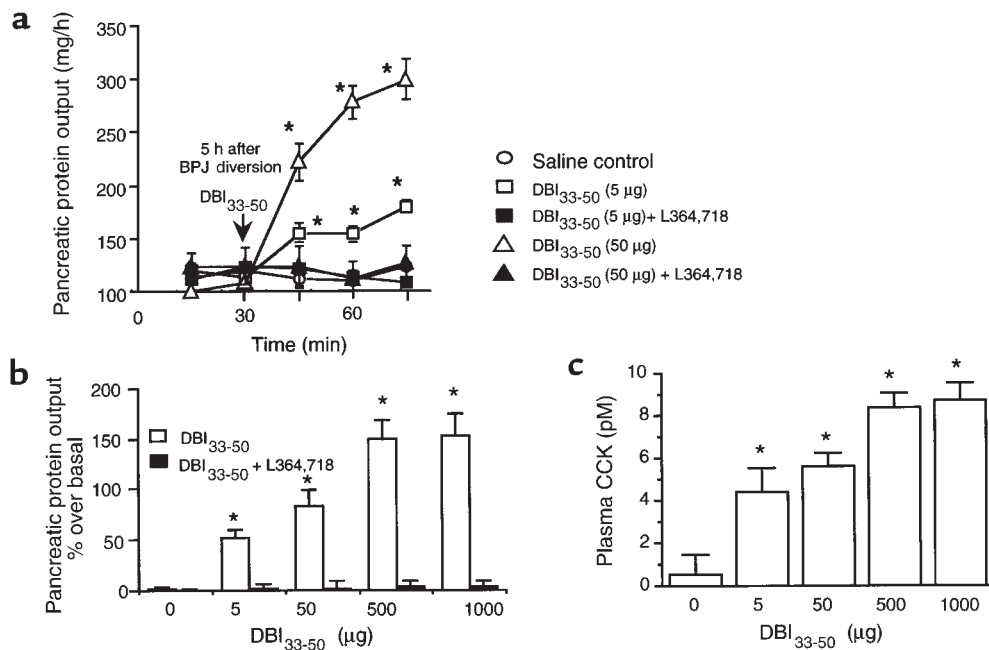 a
Pancreatic protein output (mg/h)
350
300
250
200
150
100
5 h after
BPJ diversion
DBI33-50
*
*
*
*
*
*
0
30
60
Time (min)
Saline control
DBI33-50 (5 µg)
DBI33-50 (5 µg)+ L364,718
DBI33-50 (50 µg)
DBI33-50 (50 µg) + L364,718
b
Pancreatic protein output
% over basal
200
150
100
50
0
DBI33-50
DBI33-50 + L364,718
*
*
*
*
0
5
50
500
1000
DBI33-50 (µg)
c
Plasma CCK (pM)
10
8
6
4
2
0
*
*
*
*
0
5
50
500
1000
DBI33-50 (µg)